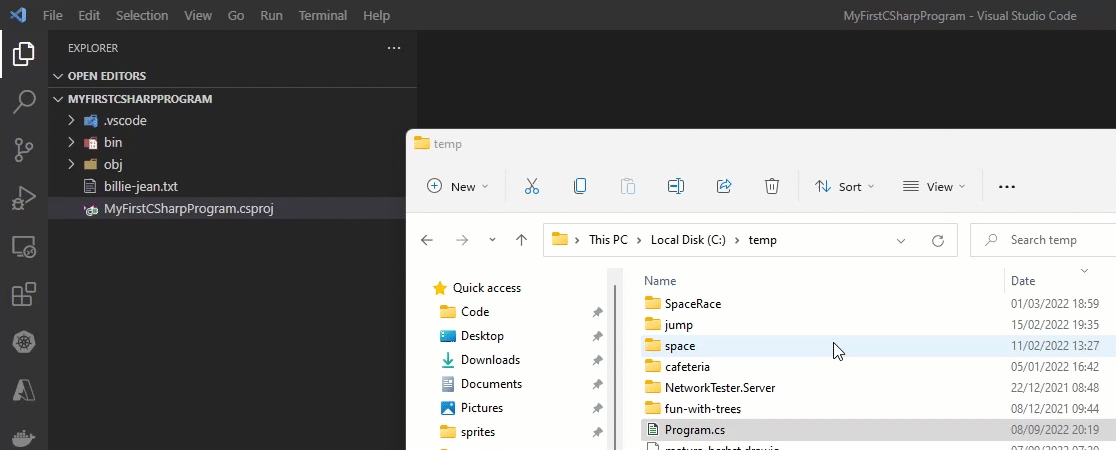 File Edit Selection View Go Run Terminal Help MyFirstCSharpProgram - Visual Studio Code
EXPLORER
OPEN EDITORS
MYFIRSTCSHARPPROGRAM
.vscode
bin
obj
billie-jean.txt
MyFirstCSharpProgram.csproj
temp
New Sort View
This PC > Local Disk (C:) > temp Search temp
Quick access
Code
Desktop
Downloads
Documents
Pictures
sprites
Name Date
SpaceRace 01/03/2022 18:59
jump 15/02/2022 19:35
space 11/02/2022 13:27
cafeteria 05/01/2022 16:42
NetworkTester.Server 22/12/2021 08:48
fun-with-trees 08/12/2021 09:44
Program.cs 08/09/2022 20:19